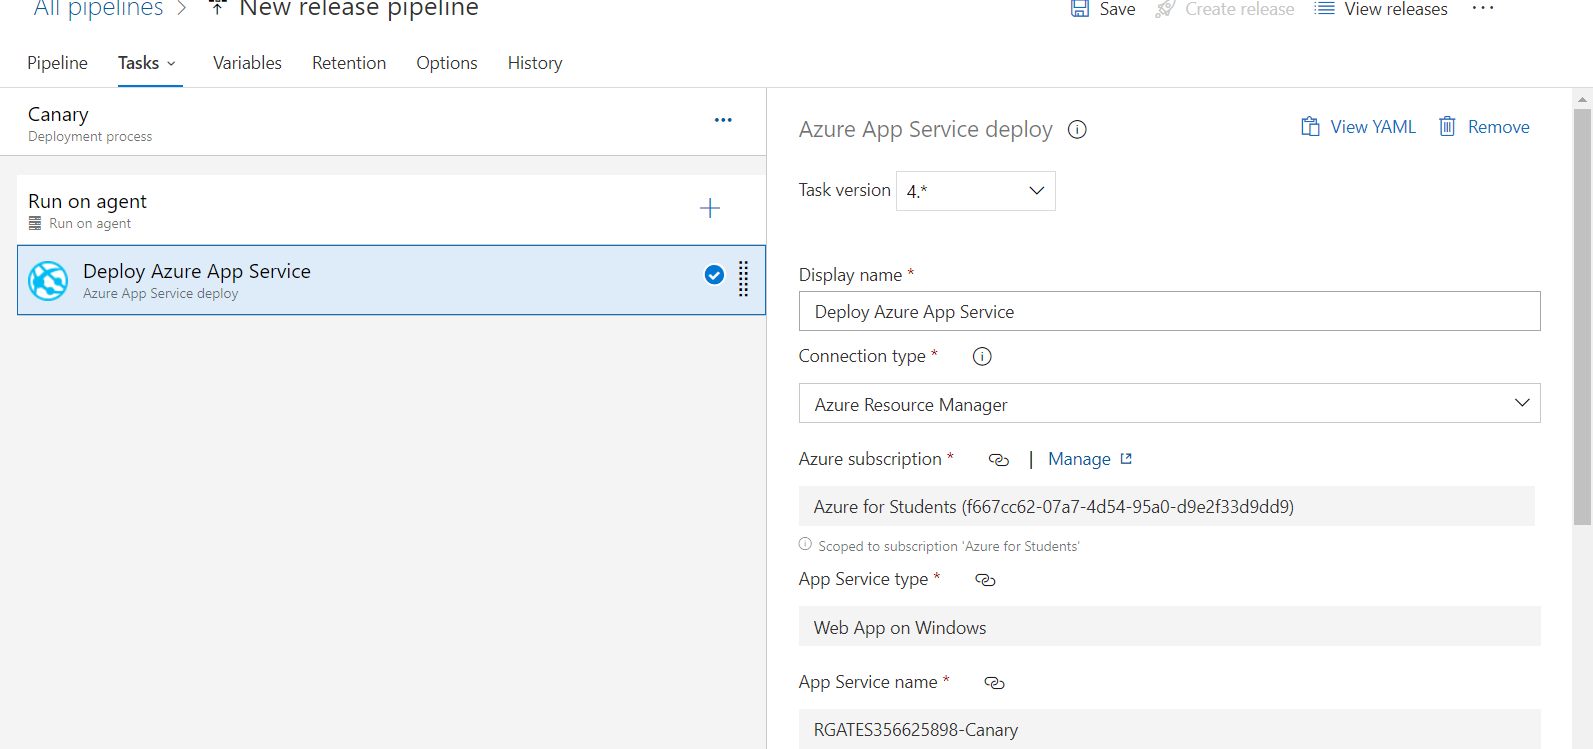 All pipelines > New release pipeline
Save Create release View releases ...
Pipeline Tasks Variables Retention Options History
Canary
Deployment process
...
Run on agent
Run on agent
Deploy Azure App Service
Azure App Service deploy
Azure App Service deploy
View YAML Remove
Task version 4.*
Display name *
Deploy Azure App Service
Connection type *
Azure Resource Manager
Azure subscription * | Manage
Azure for Students (f667cc62-07a7-4d54-95a0-d9e2f33d9dd9)
Scoped to subscription 'Azure for Students'
App Service type *
Web App on Windows
App Service name *
RGATES356625898-Canary